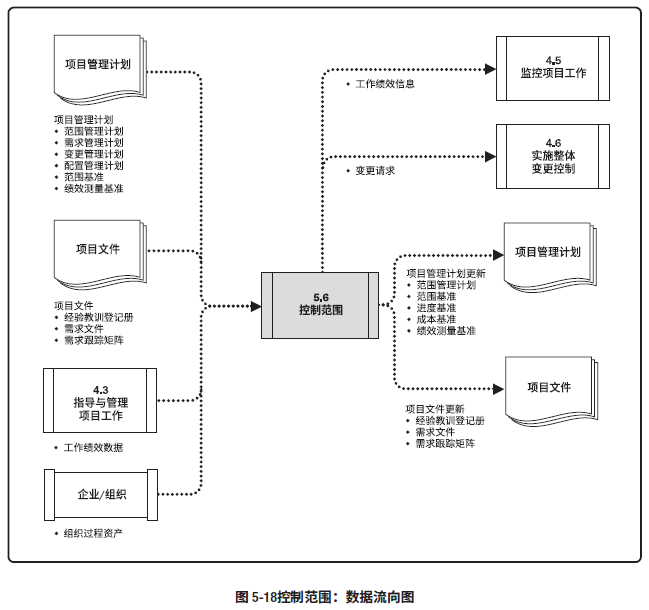 项目管理计划
项目管理计划
◆ 范围管理计划
◆ 需求管理计划
◆ 变更管理计划
◆ 配置管理计划
◆ 范围基准
◆ 绩效测量基准
项目文件
项目文件
◆ 经验教训登记册
◆ 需求文件
◆ 需求跟踪矩阵
4.3
指导与管理
项目工作
◆ 工作绩效数据
企业/组织
◆ 组织过程资产
5.6
控制范围
◆ 工作绩效信息
◆ 变更请求
4.5
监控项目工作
4.6
实施整体
变更控制
项目管理计划
项目管理计划更新
◆ 范围管理计划
◆ 范围基准
◆ 进度基准
◆ 成本基准
◆ 绩效测量基准
项目文件
项目文件更新
◆ 经验教训登记册
◆ 需求文件
◆ 需求跟踪矩阵
图 5-18控制范围：数据流向图